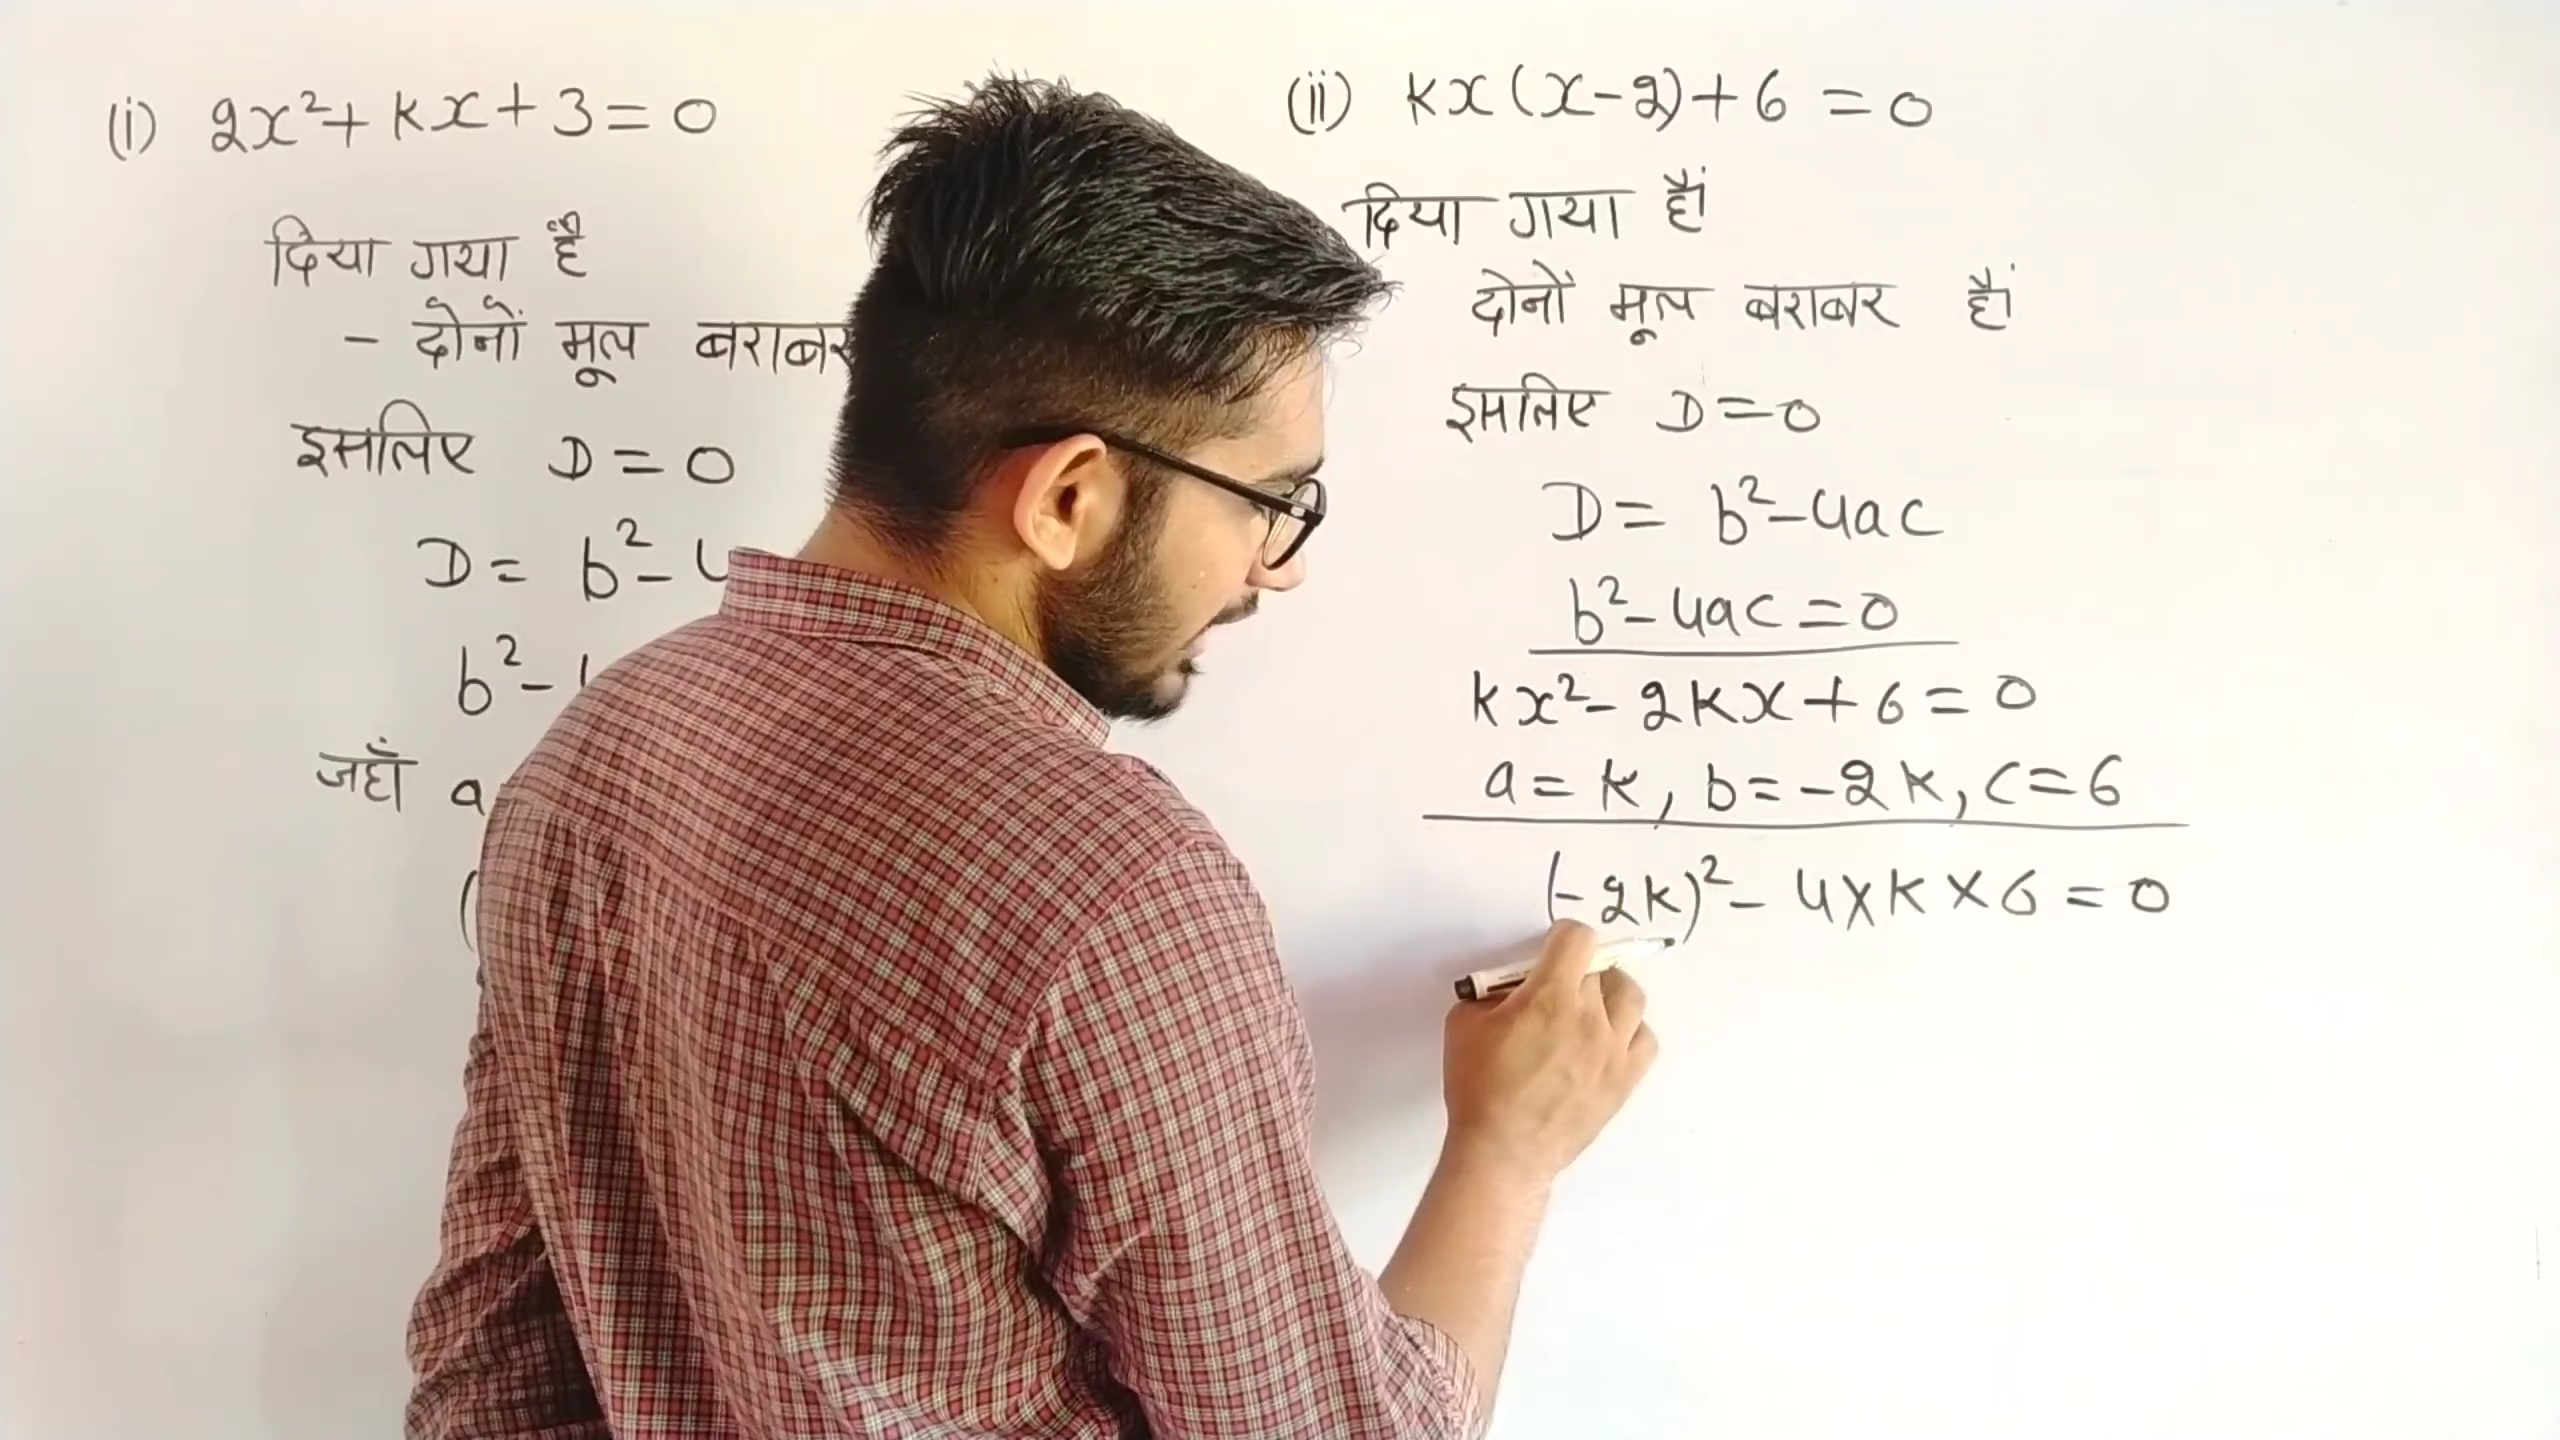 (i) 2x²+ kx + 3 = 0
दिया गया है
- दोनों मूल बराबर
इसलिए D = 0
D = b² - 4
b² -
जहाँ a
(
(ii) kx(x-2)+6 = 0
दिया गया हैं
दोनों मूल बराबर हैं
इसलिए D = 0
D = b²-4ac
b²-4ac = 0
kx²- 2kx + 6 = 0
a = k, b = -2k, c = 6
(-2k)² - 4×k×6 = 0